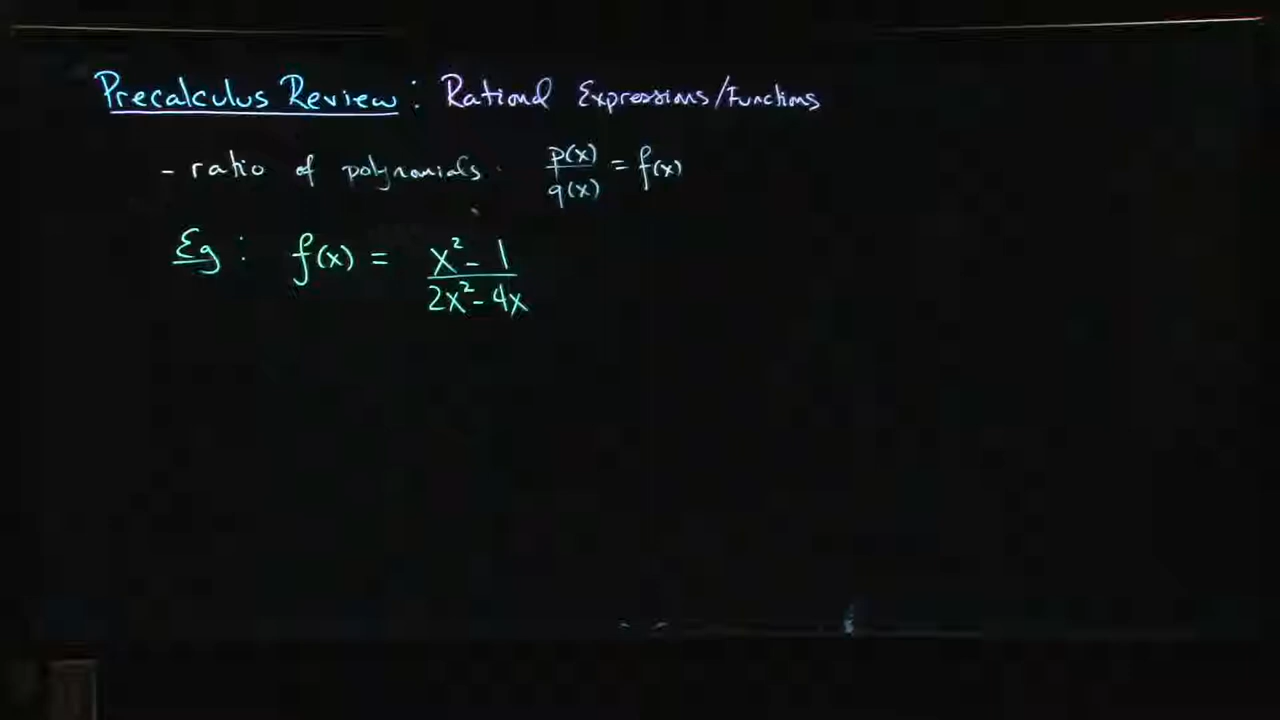 Precalculus Review: Rational Expressions/Functions
- ratio of polynomials. p(x)/q(x) = f(x)
Eg: f(x) = (x² - 1)/(2x² - 4x)